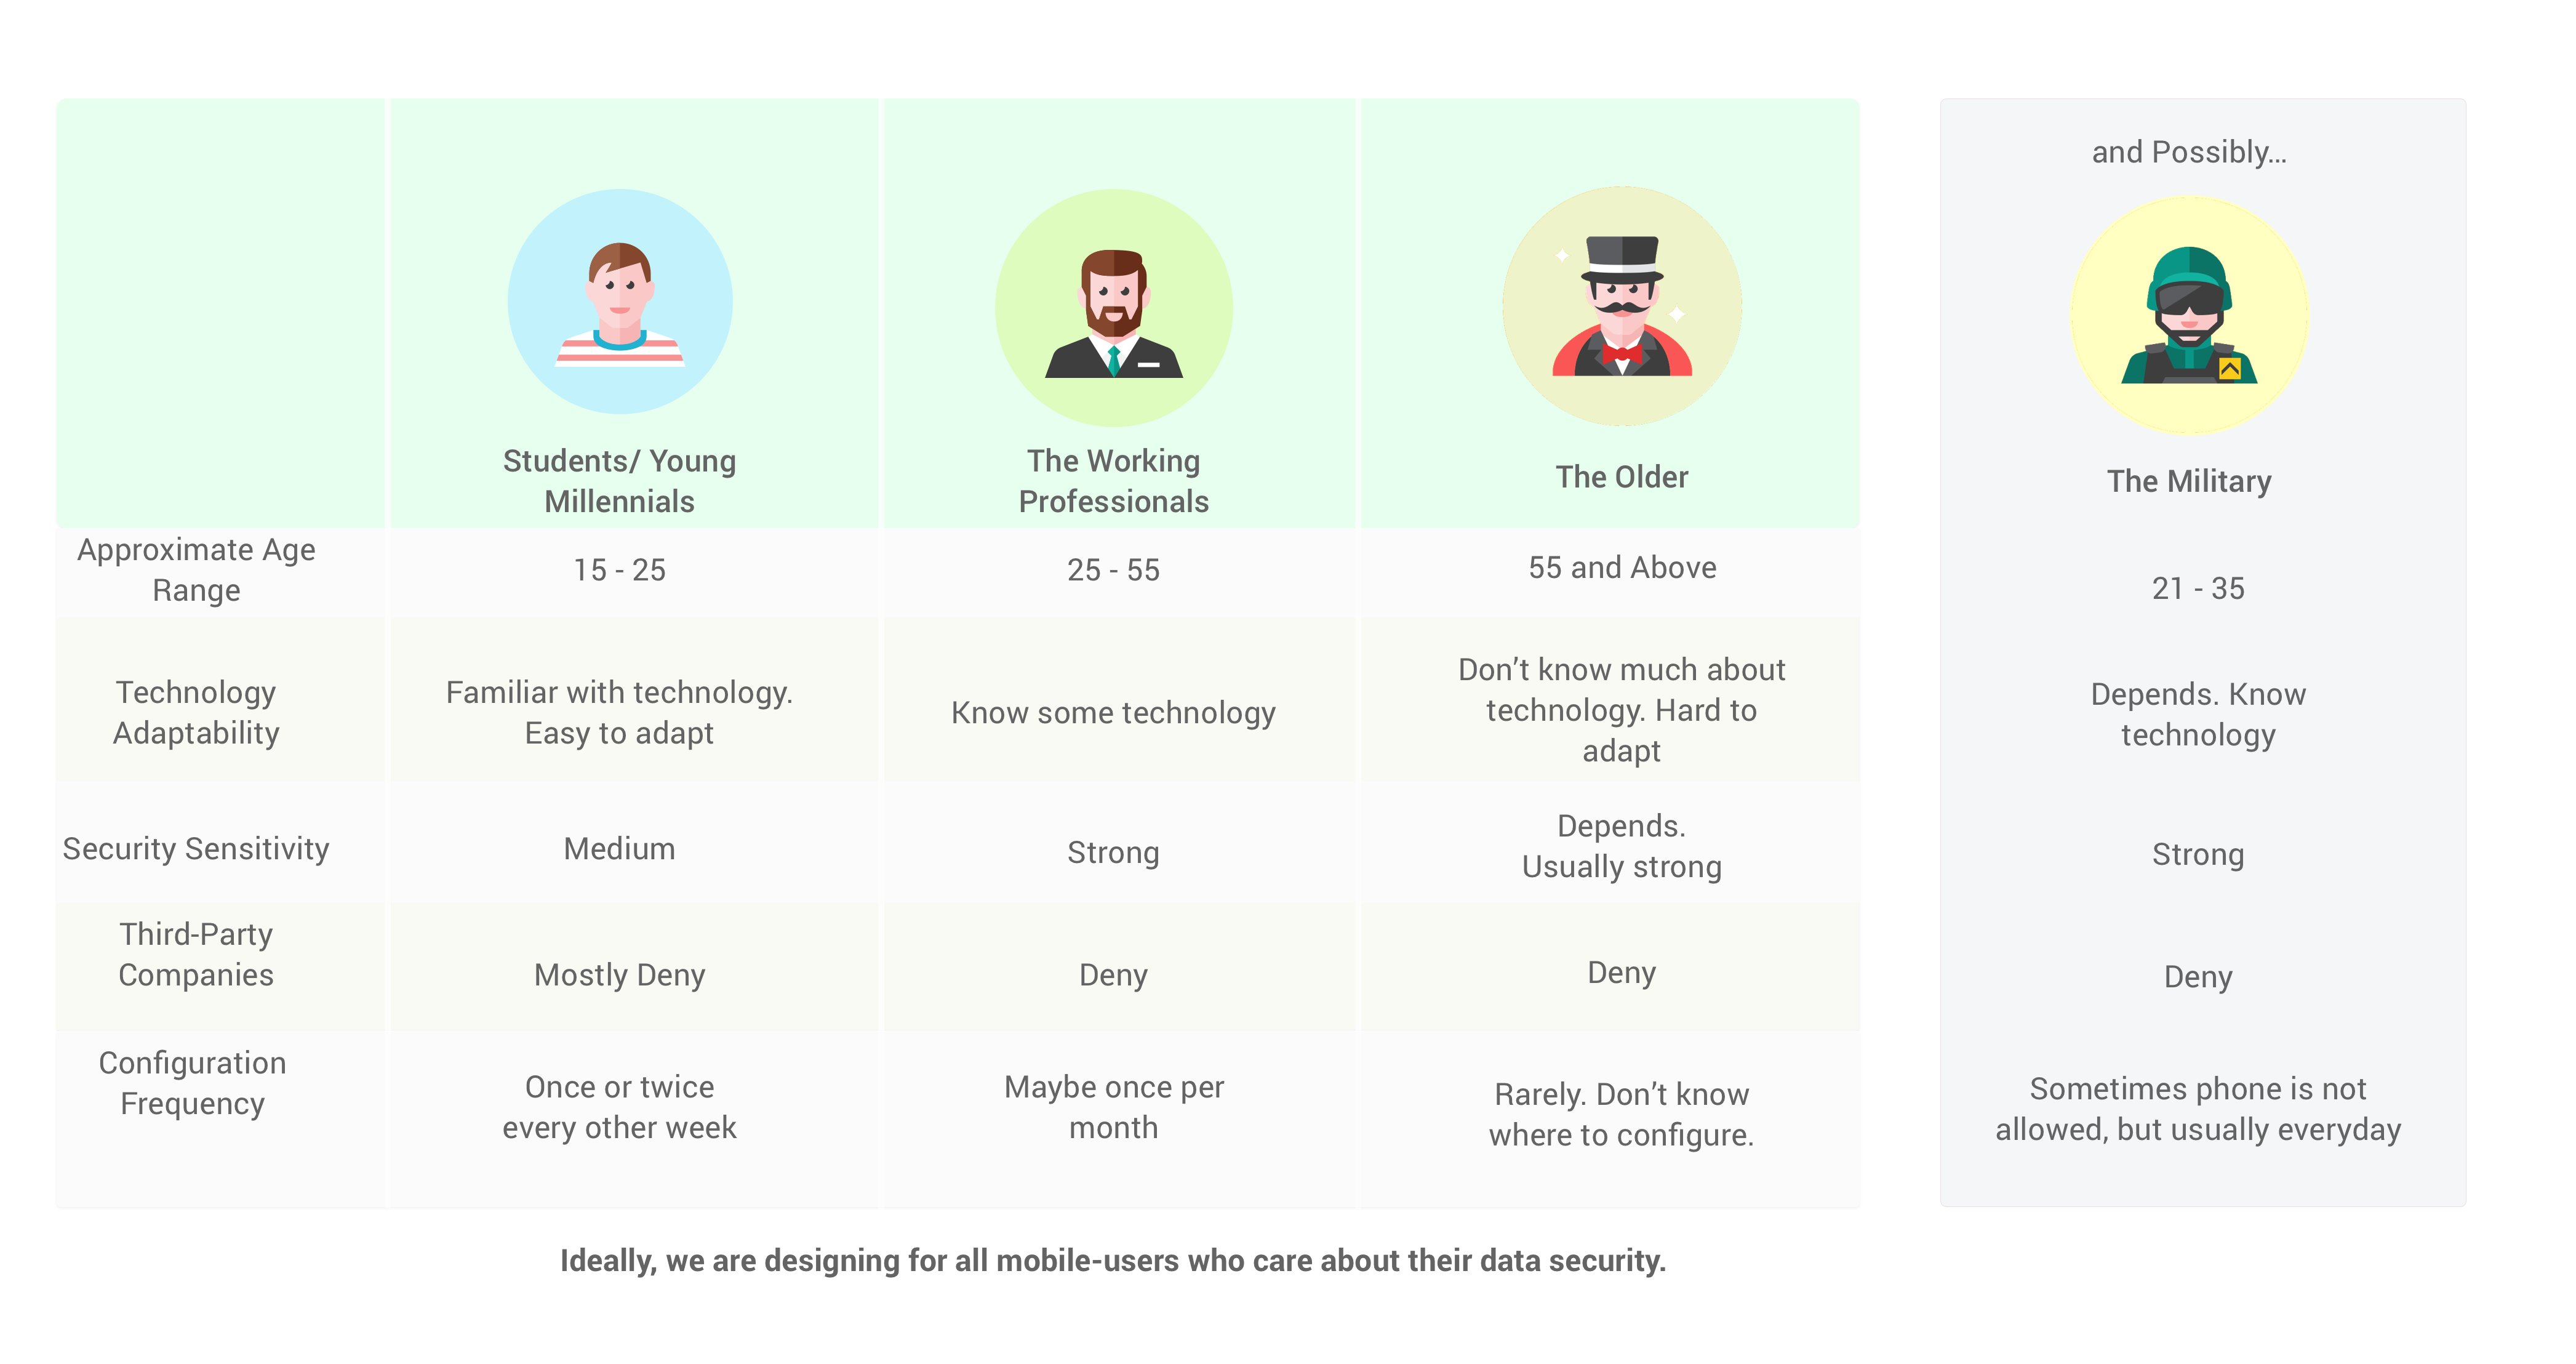 and Possibly...
Students/ Young
Millennials
The Working
Professionals
The Older
The Military
Approximate Age
Range
15 - 25
25 - 55
55 and Above
21 - 35
Technology
Adaptability
Familiar with technology.
Easy to adapt
Know some technology
Don’t know much about
technology. Hard to
adapt
Depends. Know
technology
Security Sensitivity
Medium
Strong
Depends.
Usually strong
Strong
Third-Party
Companies
Mostly Deny
Deny
Deny
Deny
Configuration
Frequency
Once or twice
every other week
Maybe once per
month
Rarely. Don’t know
where to configure.
Sometimes phone is not
allowed, but usually everyday
Ideally, we are designing for all mobile-users who care about their data security.